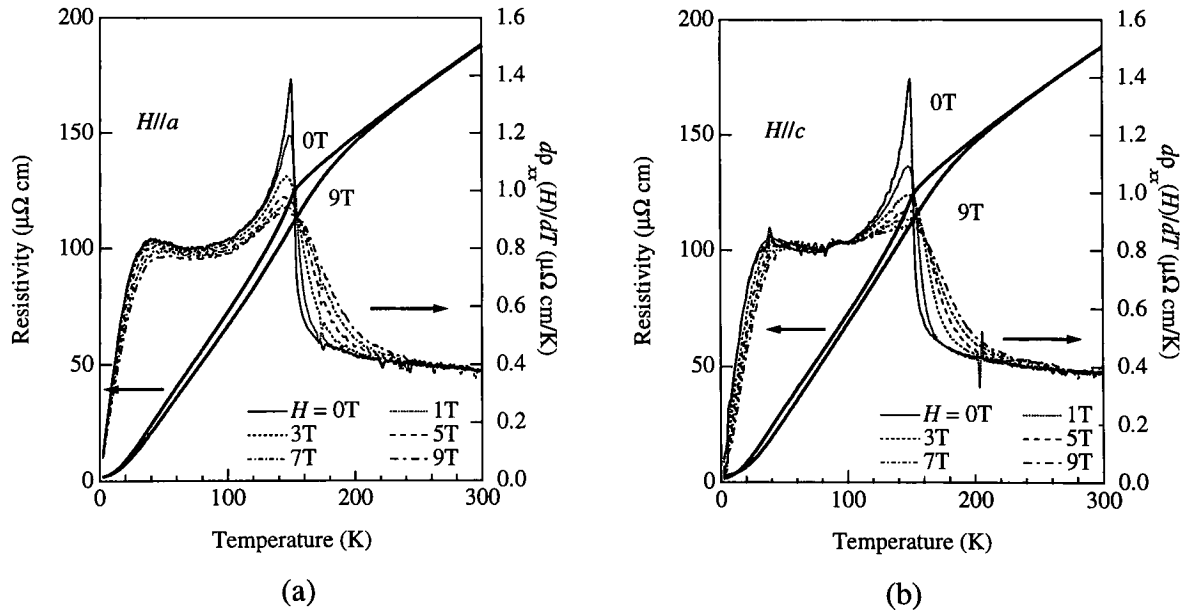 200
150
100
50
0
Resistivity (μΩ cm)
H//a
0T
9T
H = 0T 1T
3T 5T
7T 9T
1.6
1.4
1.2
1.0
0.8
0.6
0.4
0.2
0.0
dρxx (H)/dT (μΩ cm/K)
0 100 200 300
Temperature (K)
(a)
200
150
100
50
0
Resistivity (μΩ cm)
H//c
0T
9T
H = 0T 1T
3T 5T
7T 9T
1.6
1.4
1.2
1.0
0.8
0.6
0.4
0.2
0.0
dρxx (H)/dT (μΩ cm/K)
0 100 200 300
Temperature (K)
(b)